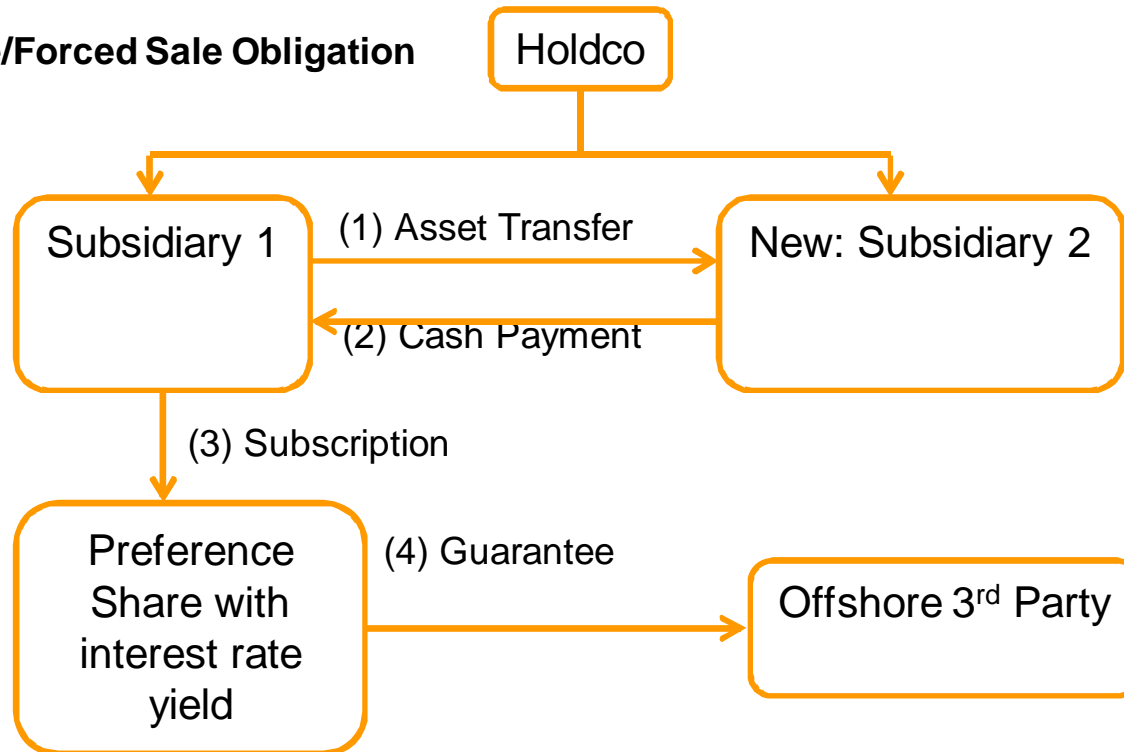 /Forced Sale Obligation
Holdco
Subsidiary 1
(1) Asset Transfer
New: Subsidiary 2
(2) Cash Payment
(3) Subscription
Preference
Share with
interest rate
yield
(4) Guarantee
Offshore 3rd Party